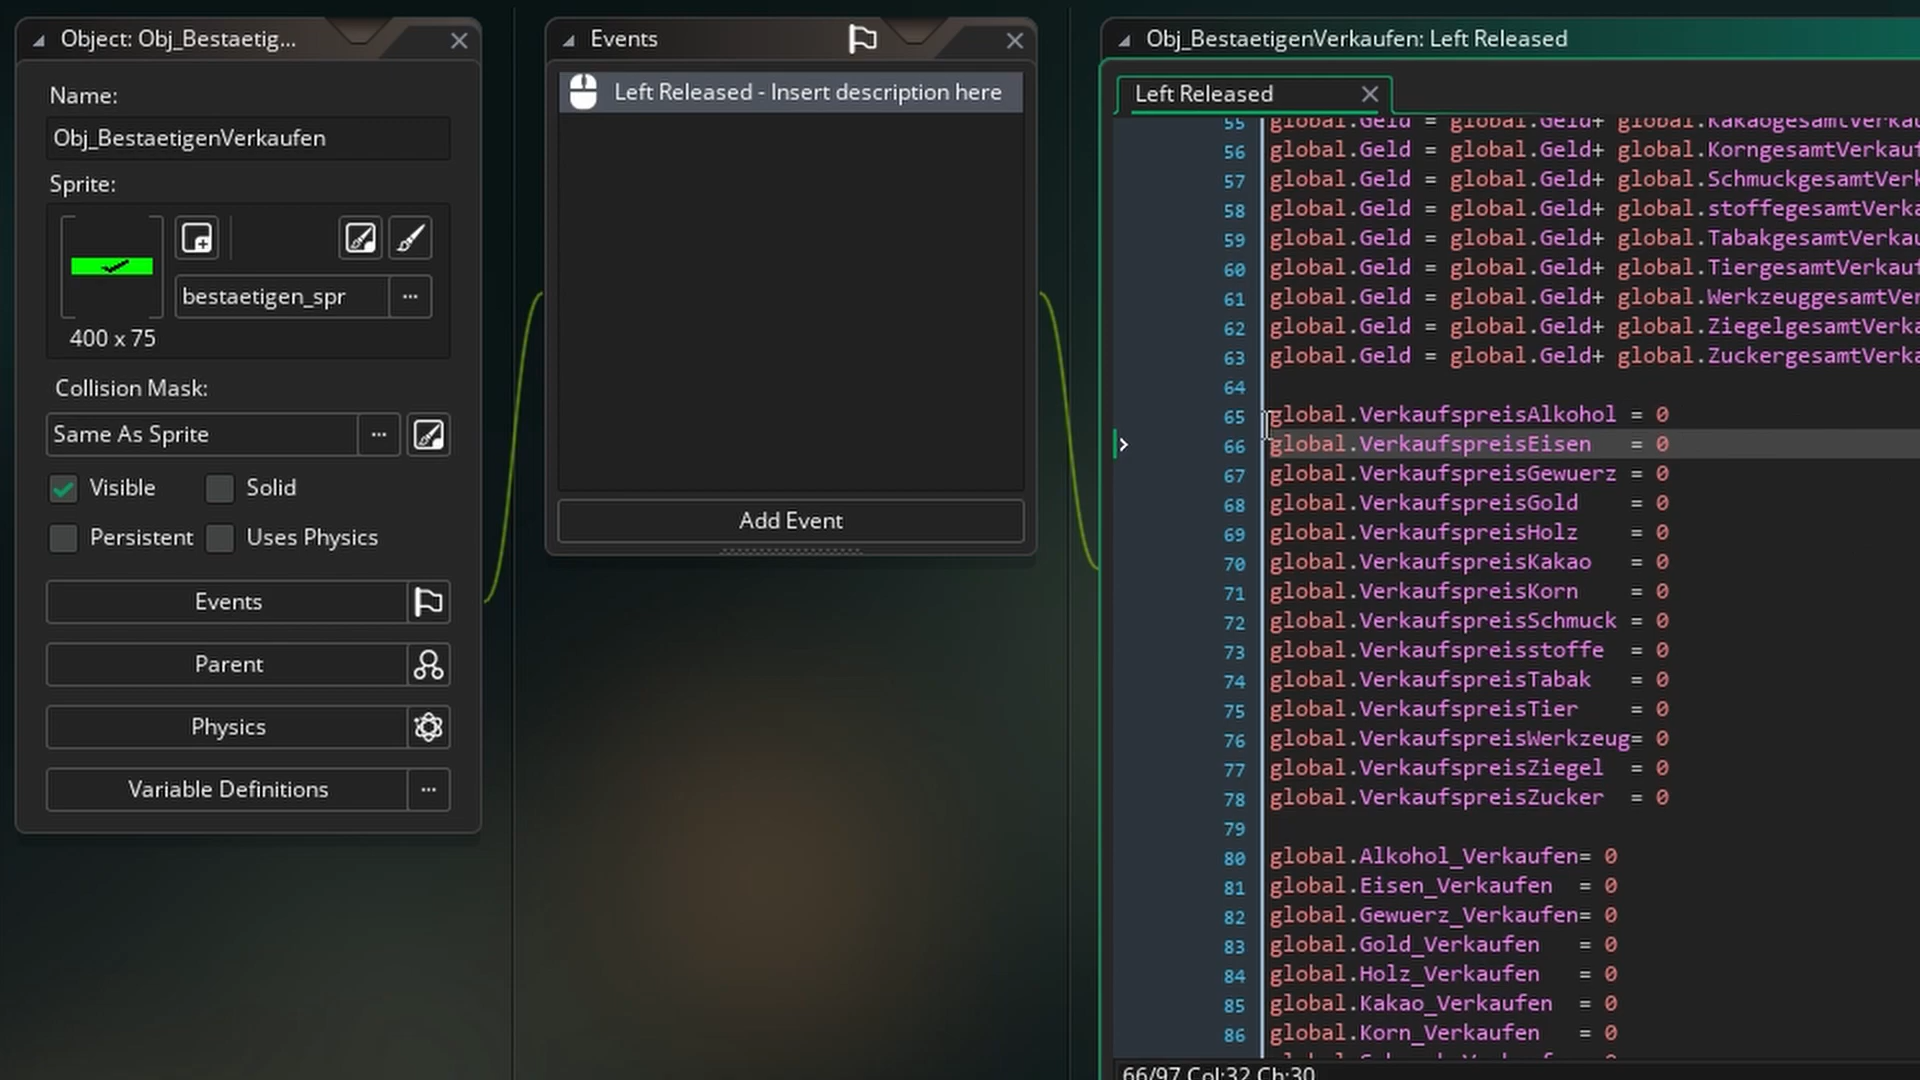 Object: Obj_Bestaetig...
Name:
Obj_BestaetigenVerkaufen
Sprite:
bestaetigen_spr
...
400 x 75
Collision Mask:
Same As Sprite
...
Visible
Solid
Persistent
Uses Physics
Events
Parent
Physics
Variable Definitions
...
Events
Left Released - Insert description here
Add Event
Obj_BestaetigenVerkaufen: Left Released
Left Released
55 global.Geld = global.Geld+
56 global.Geld = global.Geld+ global.KorngesamtVerkauf
57 global.Geld = global.Geld+ global.SchmuckgesamtVerk
58 global.Geld = global.Geld+ global.stoffegesamtVerka
59 global.Geld = global.Geld+ global.TabakgesamtVerkau
60 global.Geld = global.Geld+ global.TiergesamtVerkauf
61 global.Geld = global.Geld+ global.WerkzeuggesamtVer
62 global.Geld = global.Geld+ global.ZiegelgesamtVerka
63 global.Geld = global.Geld+ global.ZuckergesamtVerka
64
65 global.VerkaufspreisAlkohol = 0
66 global.VerkaufspreisEisen = 0
67 global.VerkaufspreisGewuerz = 0
68 global.VerkaufspreisGold = 0
69 global.VerkaufspreisHolz = 0
70 global.VerkaufspreisKakao = 0
71 global.VerkaufspreisKorn = 0
72 global.VerkaufspreisSchmuck = 0
73 global.Verkaufspreisstoffe = 0
74 global.VerkaufspreisTabak = 0
75 global.VerkaufspreisTier = 0
76 global.VerkaufspreisWerkzeug= 0
77 global.VerkaufspreisZiegel = 0
78 global.VerkaufspreisZucker = 0
79
80 global.Alkohol_Verkaufen= 0
81 global.Eisen_Verkaufen = 0
82 global.Gewuerz_Verkaufen= 0
83 global.Gold_Verkaufen = 0
84 global.Holz_Verkaufen = 0
85 global.Kakao_Verkaufen = 0
86 global.Korn_Verkaufen = 0
66/97 Col:32 Ch:30